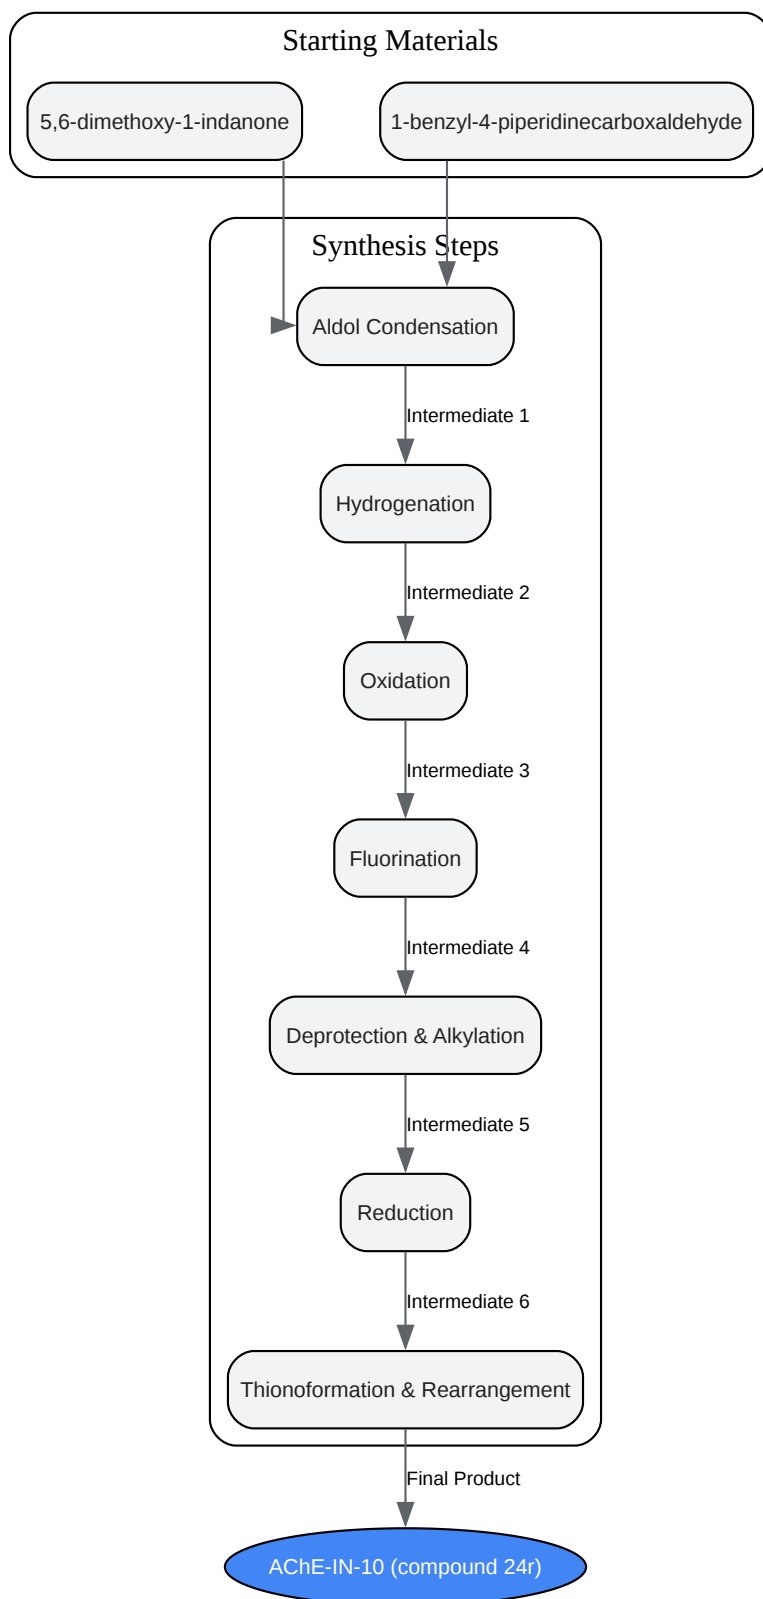 Starting Materials
5,6-dimethoxy-1-indanone
1-benzyl-4-piperidinecarboxaldehyde
Synthesis Steps
Aldol Condensation
Intermediate 1
Hydrogenation
Intermediate 2
Oxidation
Intermediate 3
Fluorination
Intermediate 4
Deprotection & Alkylation
Intermediate 5
Reduction
Intermediate 6
Thionoformation & Rearrangement
Final Product
AChE-IN-10 (compound 24r)